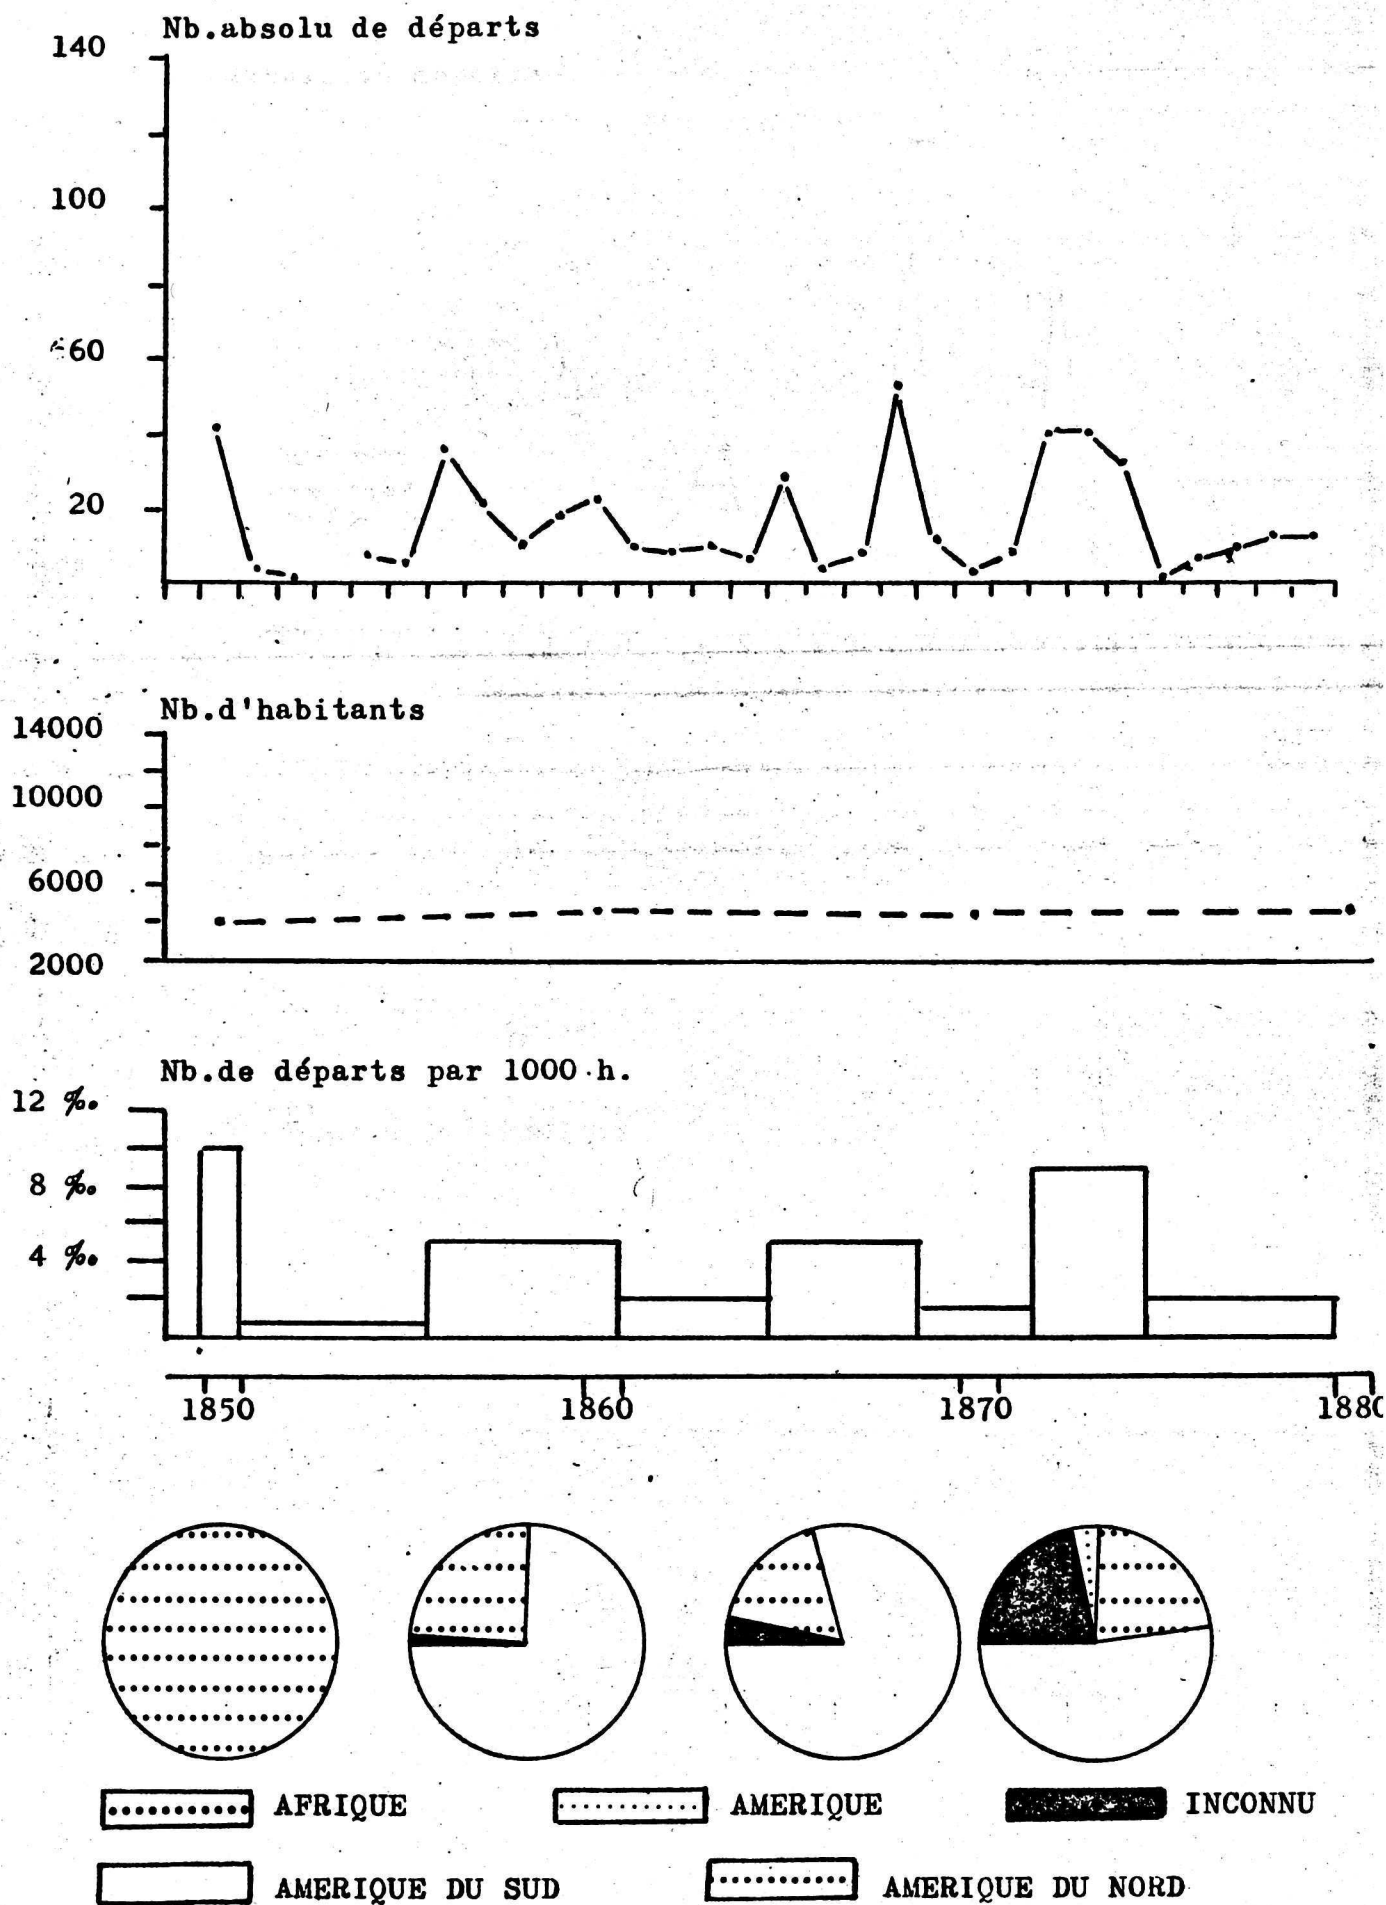 Nb.absolu de départs
140
100
60
20
Nb.d'habitants
14000
10000
6000
2000
Nb.de départs par 1000 h.
12 ‰
8 ‰
4 ‰
1850 1860 1870 1880
AFRIQUE AMERIQUE INCONNU
AMERIQUE DU SUD AMERIQUE DU NORD